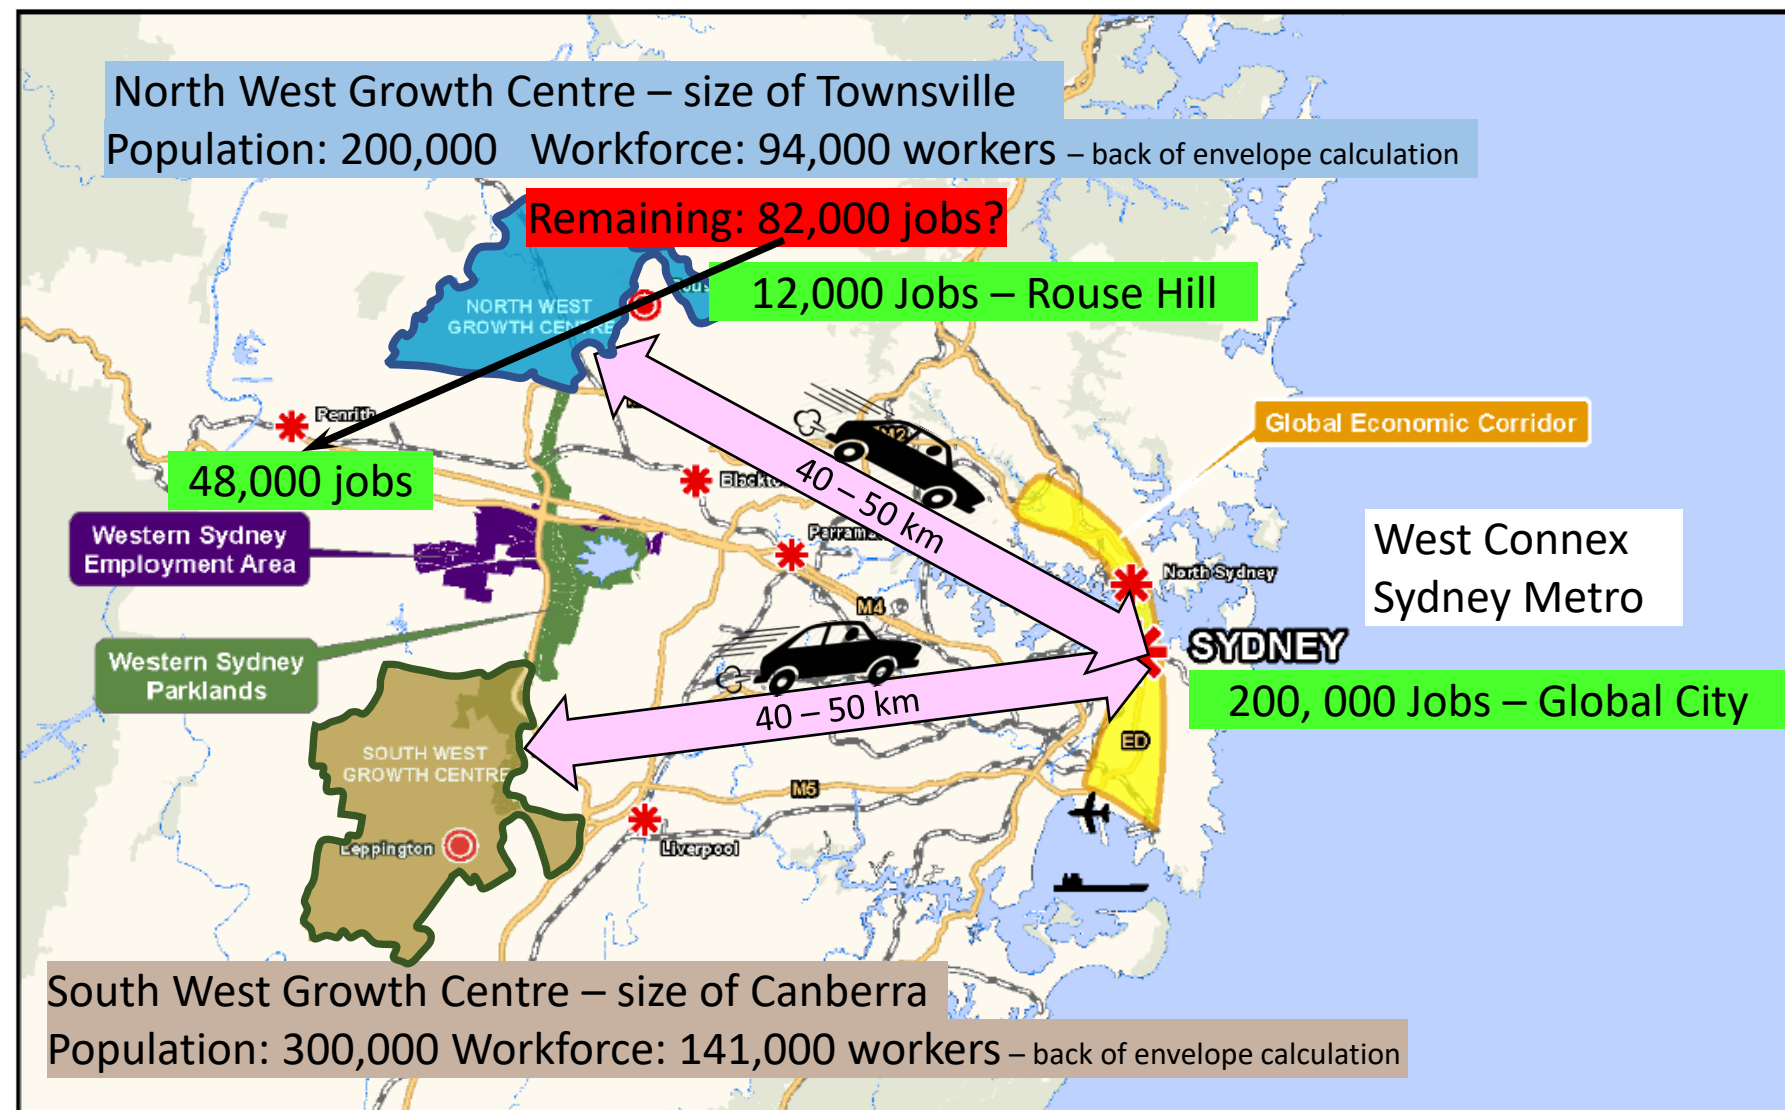 North West Growth Centre – size of Townsville
Population: 200,000 Workforce: 94,000 workers – back of envelope calculation
Remaining: 82,000 jobs?
12,000 Jobs – Rouse Hill
NORTH WEST
GROWTH CENTRE
Penrith
48,000 jobs
Global Economic Corridor
M2
40 – 50 km
Western Sydney
Employment Area
West Connex
Sydney Metro
North Sydney
M4
SYDNEY
Western Sydney
Parklands
200, 000 Jobs – Global City
40 – 50 km
SOUTH WEST
GROWTH CENTRE
M5
Leppington
Liverpool
South West Growth Centre – size of Canberra
Population: 300,000 Workforce: 141,000 workers – back of envelope calculation